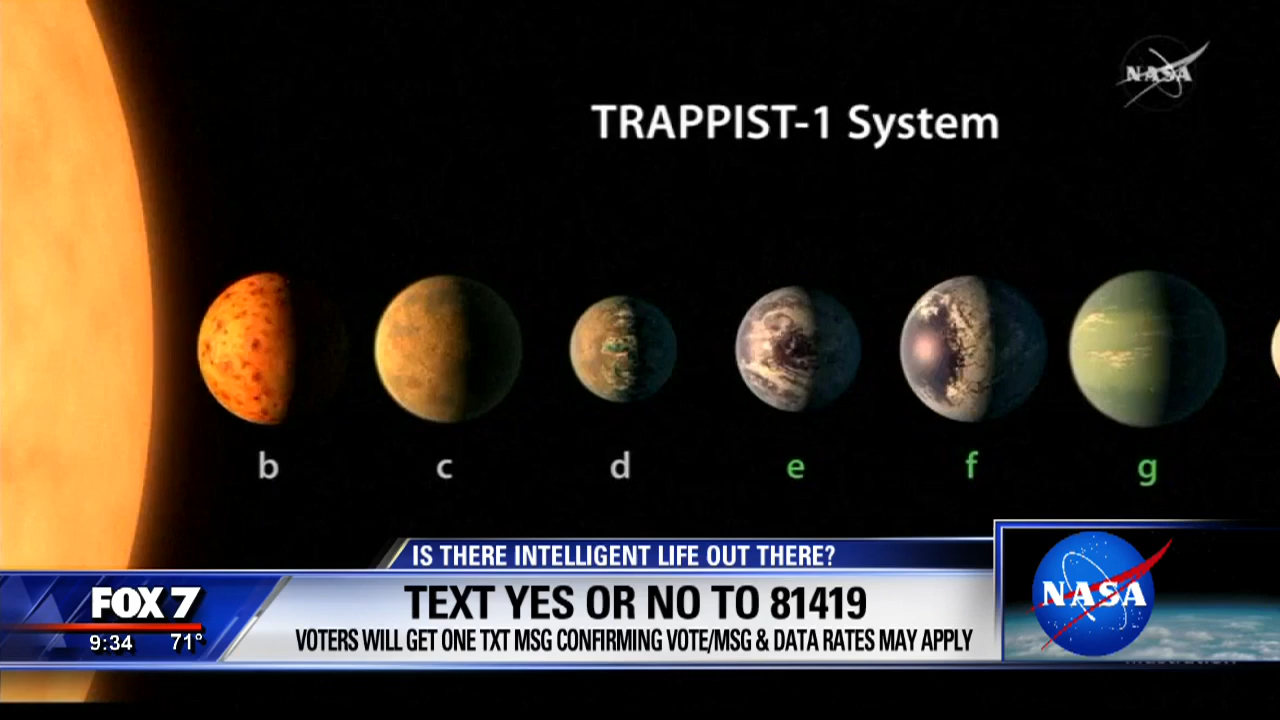 NASA
TRAPPIST-1 System
b c d e f g
IS THERE INTELLIGENT LIFE OUT THERE?
TEXT YES OR NO TO 81419
VOTERS WILL GET ONE TXT MSG CONFIRMING VOTE/MSG & DATA RATES MAY APPLY
FOX 7
9:34 71°
NASA